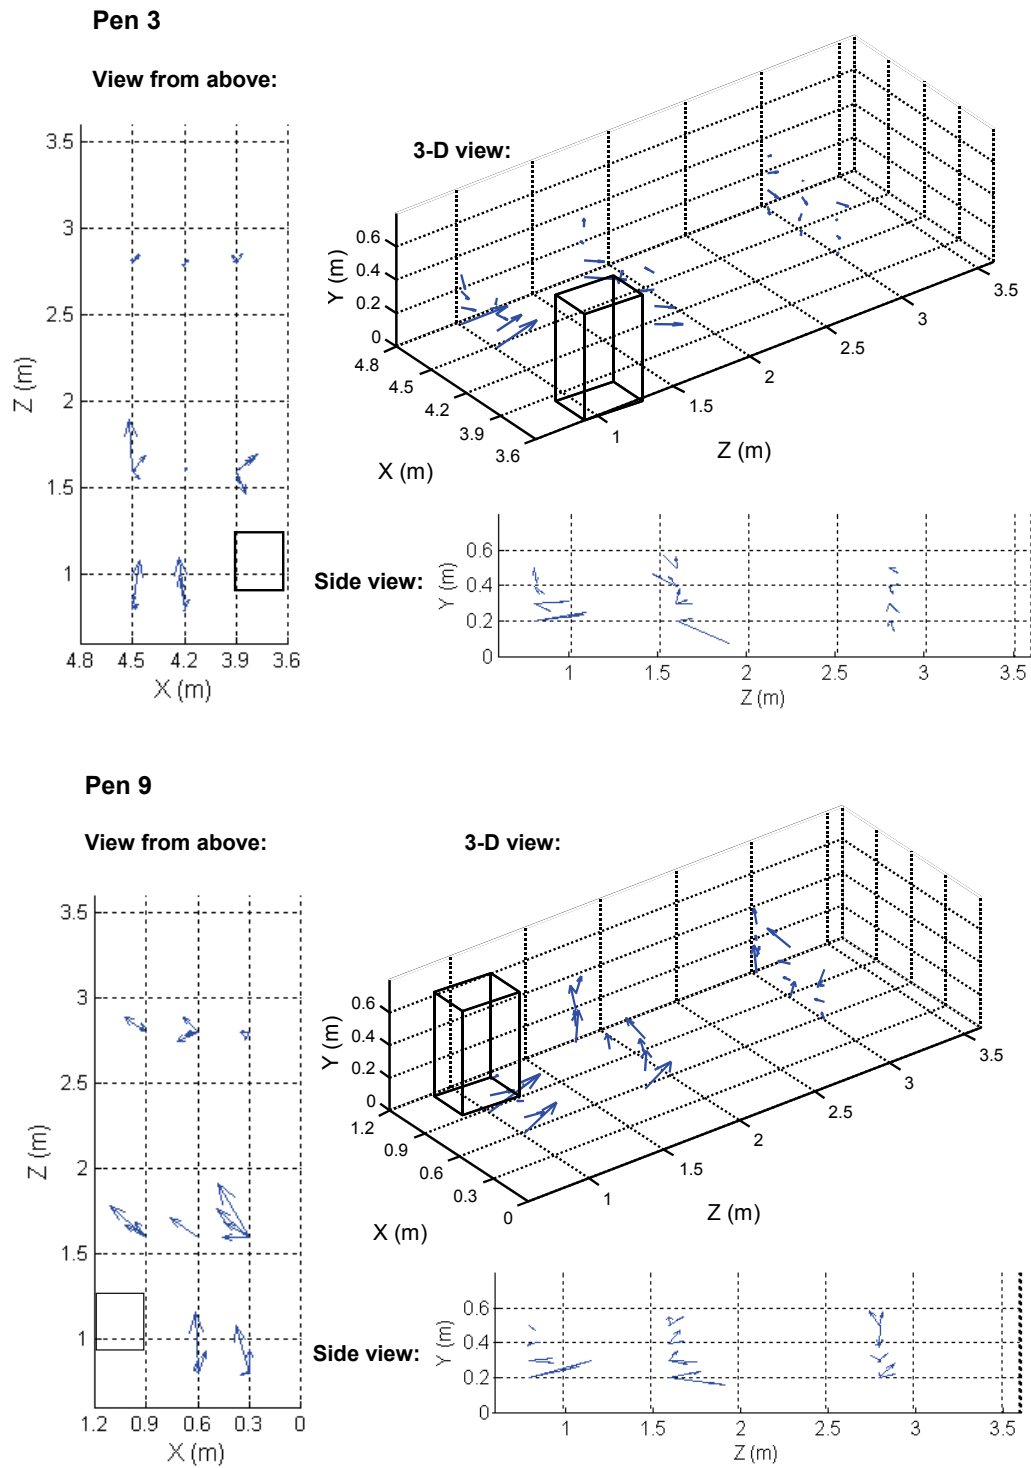 Pen 3
View from above:
3.5
3
2.5
2
1.5
1
Z (m)
4.8 4.5 4.2 3.9 3.6
X (m)
3-D view:
0.6
0.4
0.2
0
Y (m)
4.8
4.5
4.2
3.9
3.6
X (m)
1
1.5
2
2.5
3
3.5
Z (m)
Side view:
0.6
0.4
0.2
0
Y (m)
1 1.5 2 2.5 3 3.5
Z (m)
Pen 9
View from above:
3.5
3
2.5
2
1.5
1
Z (m)
1.2 0.9 0.6 0.3 0
X (m)
3-D view:
0.6
0.4
0.2
0
Y (m)
1.2
0.9
0.6
0.3
0
X (m)
1
1.5
2
2.5
3
3.5
Z (m)
Side view:
0.6
0.4
0.2
0
Y (m)
1 1.5 2 2.5 3 3.5
Z (m)